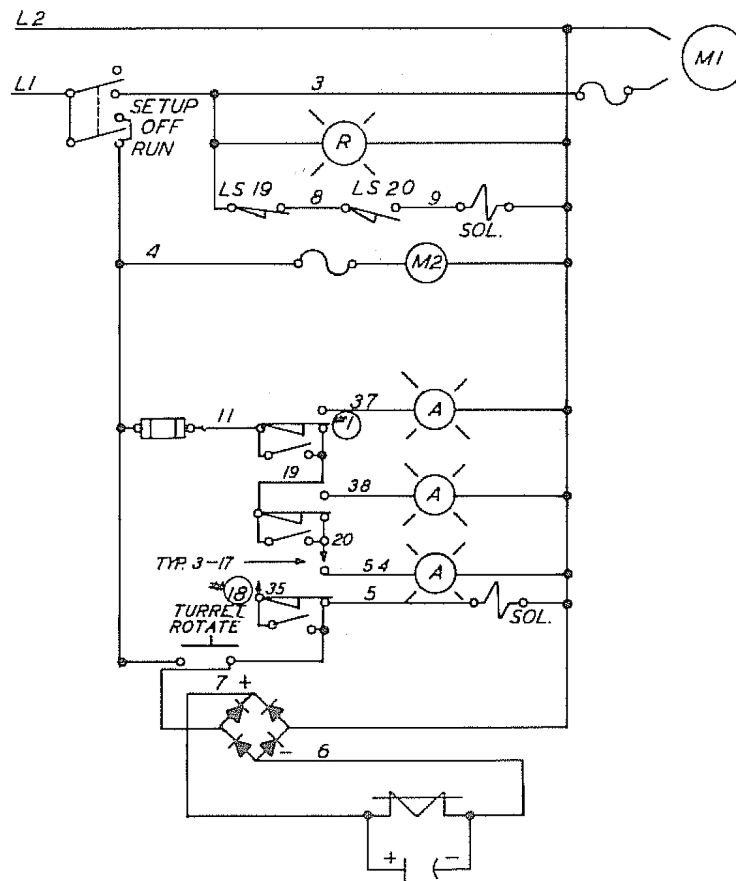 L2
M1
L1
3
SETUP
OFF
RUN
R
LS 19
8
LS 20
9
SOL.
4
M2
37
A
11
1
19
38
A
20
TYP. 3-17
54
A
18
35
5
SOL.
TURRET
ROTATE
7
+
-
6
+
-